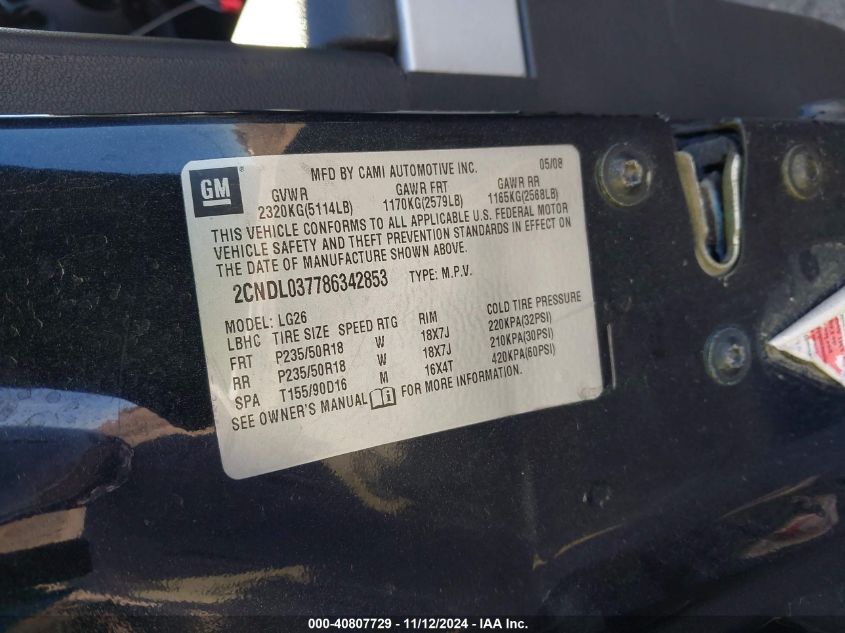 GM
MFD BY CAMI AUTOMOTIVE INC. 05/08
GVWR GAWR FRT GAWR RR
2320KG(5114LB) 1170KG(2579LB) 1165KG(2568LB)
THIS VEHICLE CONFORMS TO ALL APPLICABLE U.S. FEDERAL MOTOR
VEHICLE SAFETY AND THEFT PREVENTION STANDARDS IN EFFECT ON
THE DATE OF MANUFACTURE SHOWN ABOVE.
2CNDL037786342853 TYPE: M.P.V.
MODEL: LG26
LBHC TIRE SIZE SPEED RTG RIM COLD TIRE PRESSURE
FRT P235/50R18 W 18X7J 220KPA(32PSI)
RR P235/50R18 W 18X7J 210KPA(30PSI)
SPA T155/90D16 M 16X4T 420KPA(60PSI)
SEE OWNER'S MANUAL FOR MORE INFORMATION.
000-40807729 - 11/12/2024 - IAA Inc.